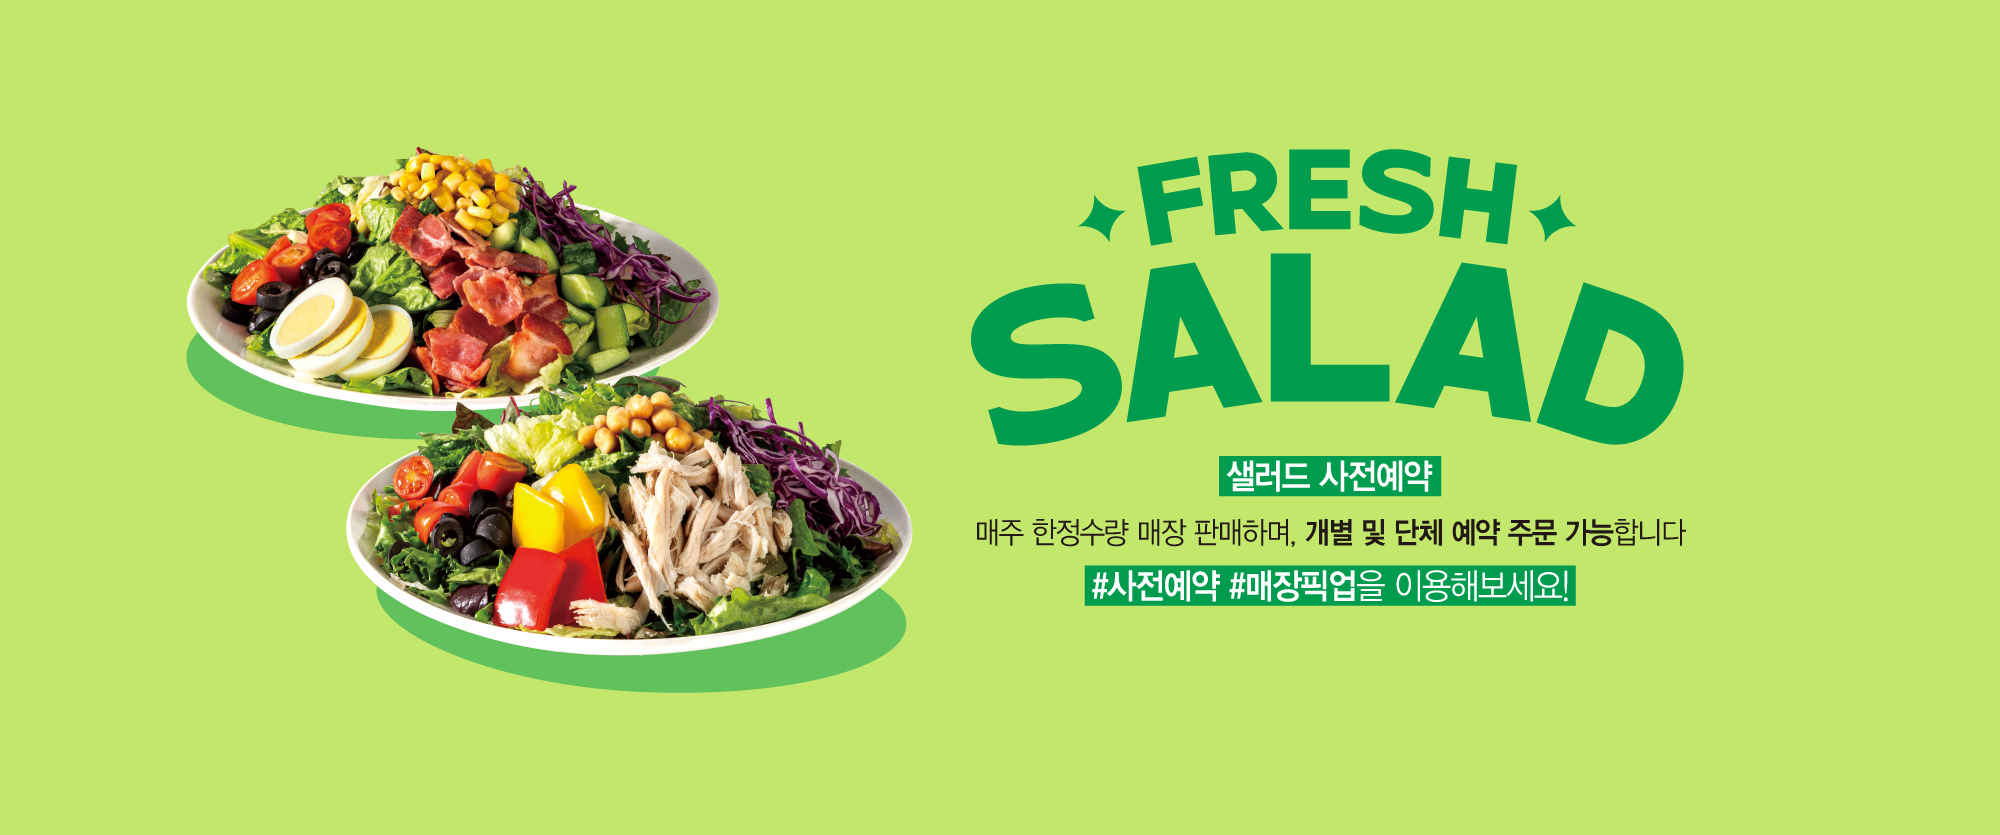 FRESH
SALAD
샐러드 사전예약
매주 한정수량 매장 판매하며, 개별 및 단체 예약 주문 가능합니다
#사전예약 #매장픽업을 이용해보세요!